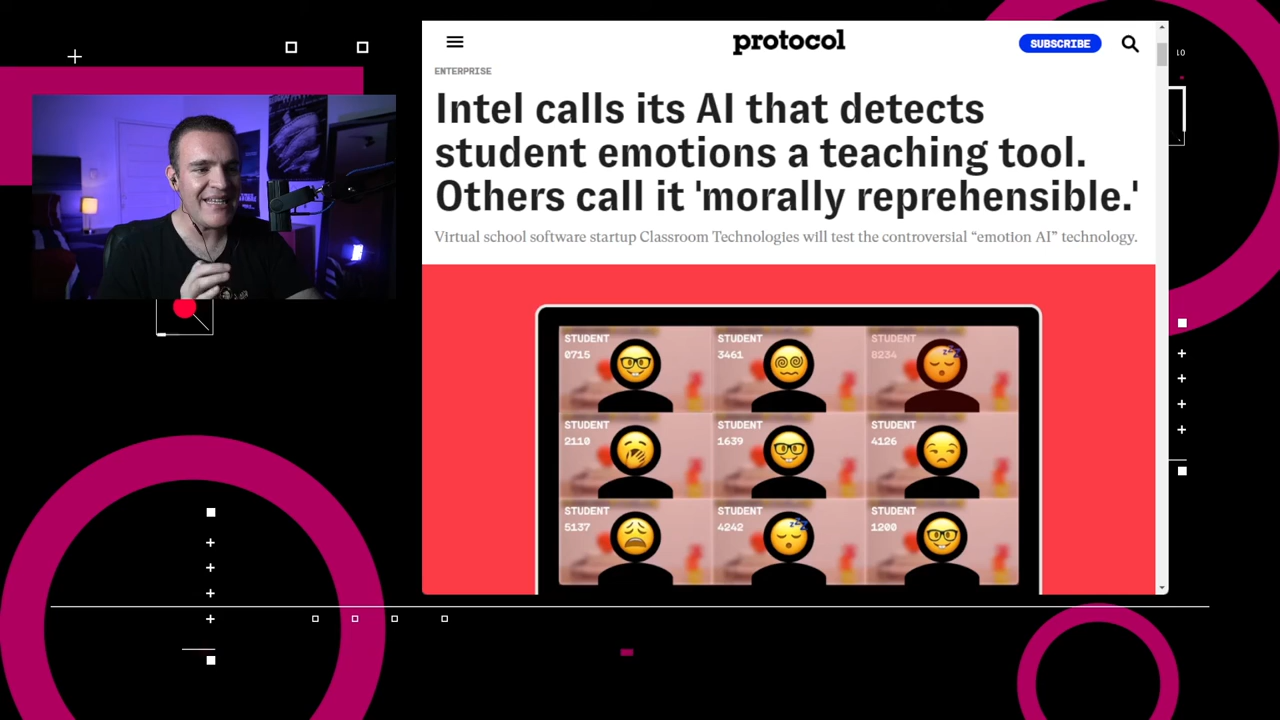 protocol
SUBSCRIBE
ENTERPRISE
Intel calls its AI that detects
student emotions a teaching tool.
Others call it 'morally reprehensible.'
Virtual school software startup Classroom Technologies will test the controversial “emotion AI” technology.
STUDENT
0715
STUDENT
3461
STUDENT
8234
STUDENT
2110
STUDENT
1639
STUDENT
4126
STUDENT
5137
STUDENT
4242
STUDENT
1200